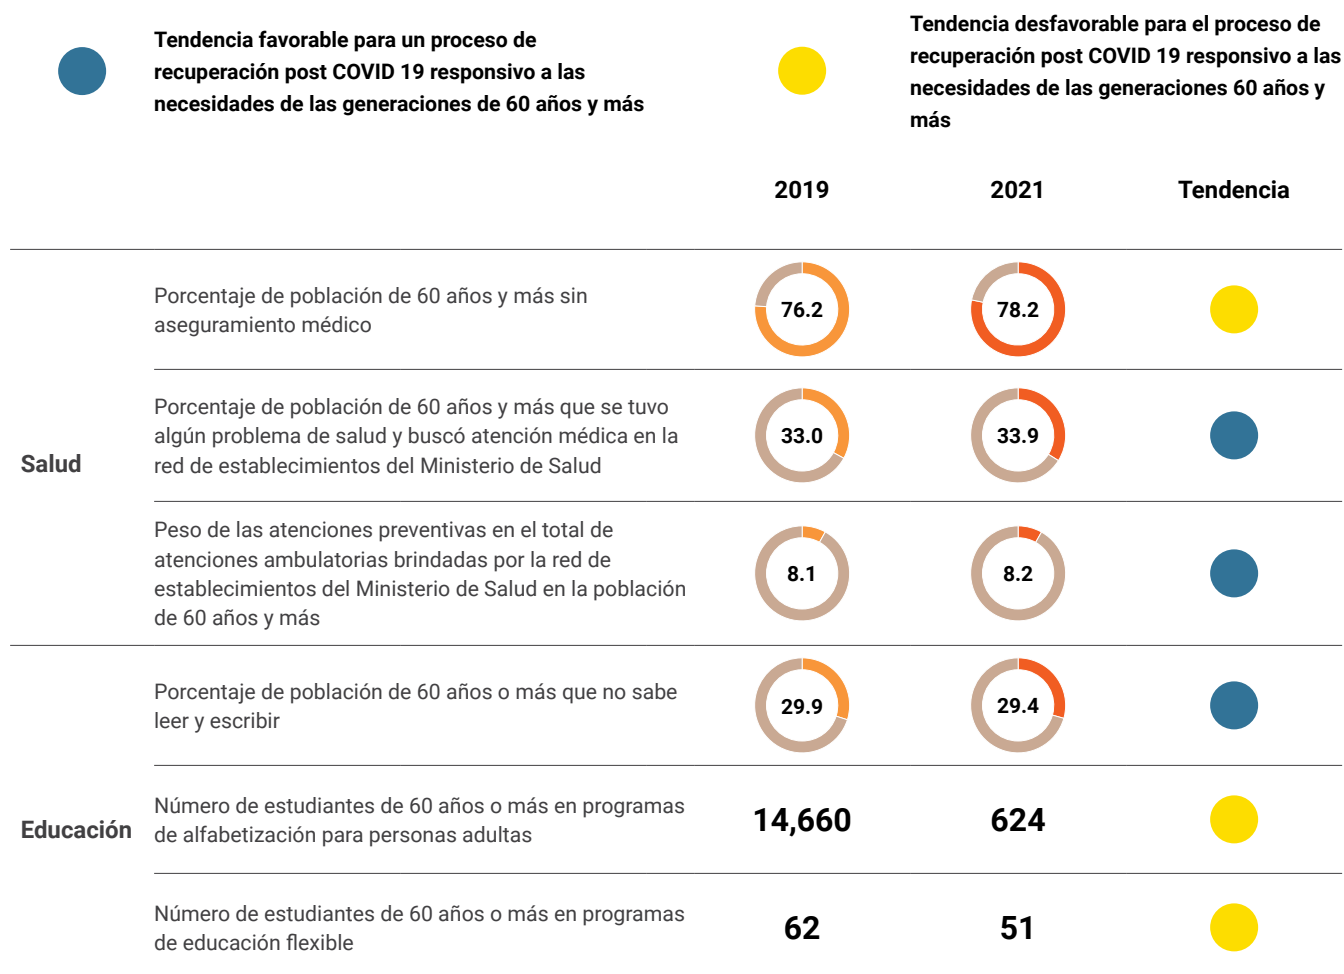 Tendencia favorable para un proceso de
recuperación post COVID 19 responsivo a las
necesidades de las generaciones de 60 años y más
Tendencia desfavorable para el proceso de
recuperación post COVID 19 responsivo a las
necesidades de las generaciones 60 años y
más
2019 2021 Tendencia
Salud
Porcentaje de población de 60 años y más sin
aseguramiento médico
76.2 78.2
Porcentaje de población de 60 años y más que se tuvo
algún problema de salud y buscó atención médica en la
red de establecimientos del Ministerio de Salud
33.0 33.9
Peso de las atenciones preventivas en el total de
atenciones ambulatorias brindadas por la red de
establecimientos del Ministerio de Salud en la población
de 60 años y más
8.1 8.2
Educación
Porcentaje de población de 60 años o más que no sabe
leer y escribir
29.9 29.4
Número de estudiantes de 60 años o más en programas
de alfabetización para personas adultas
14,660 624
Número de estudiantes de 60 años o más en programas
de educación flexible
62 51